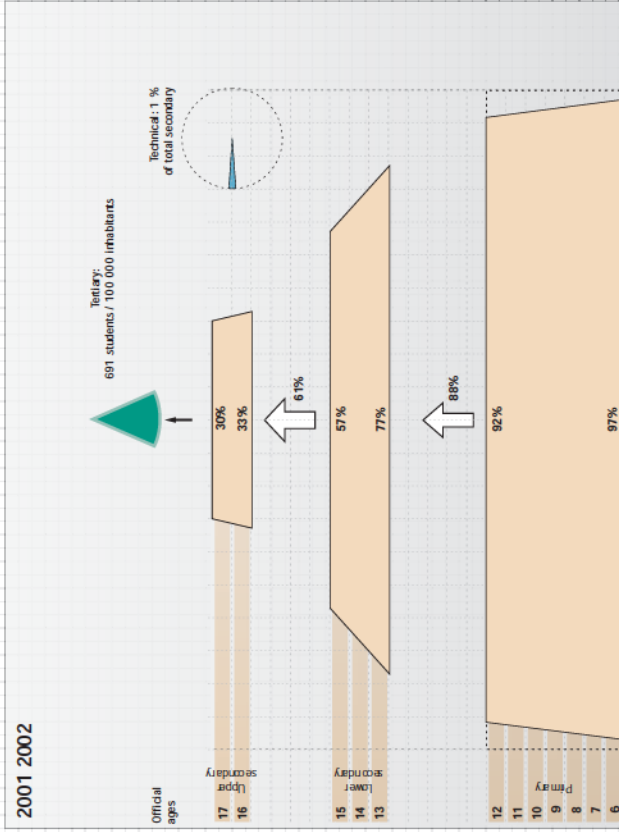 2001 2002
Official
ages
Tertiary:
691 students / 100 000 inhabitants
Technical: 1 %
of total secondary
Upper
secondary
17
30%
16
33%
61%
Lower
secondary
15
57%
14
13
77%
88%
Primary
12
92%
11
10
9
8
7
6
97%